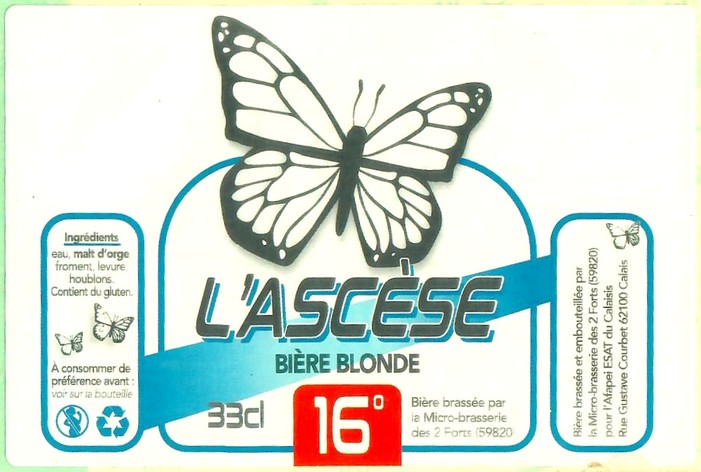 Ingrédients
eau, malt d'orge
froment, levure,
houblons.
Contient du gluten.
À consommer de
préférence avant :
voir sur la bouteille
L'ASCÈSE
BIÈRE BLONDE
33cl
16°
Bière brassée par
la Micro-brasserie
des 2 Forts (59820)
Bière brassée et embouteillée par
la Micro-brasserie des 2 Forts (59820)
pour l'Afapei ESAT du Calaisis
Rue Gustave Courbet 62100 Calais